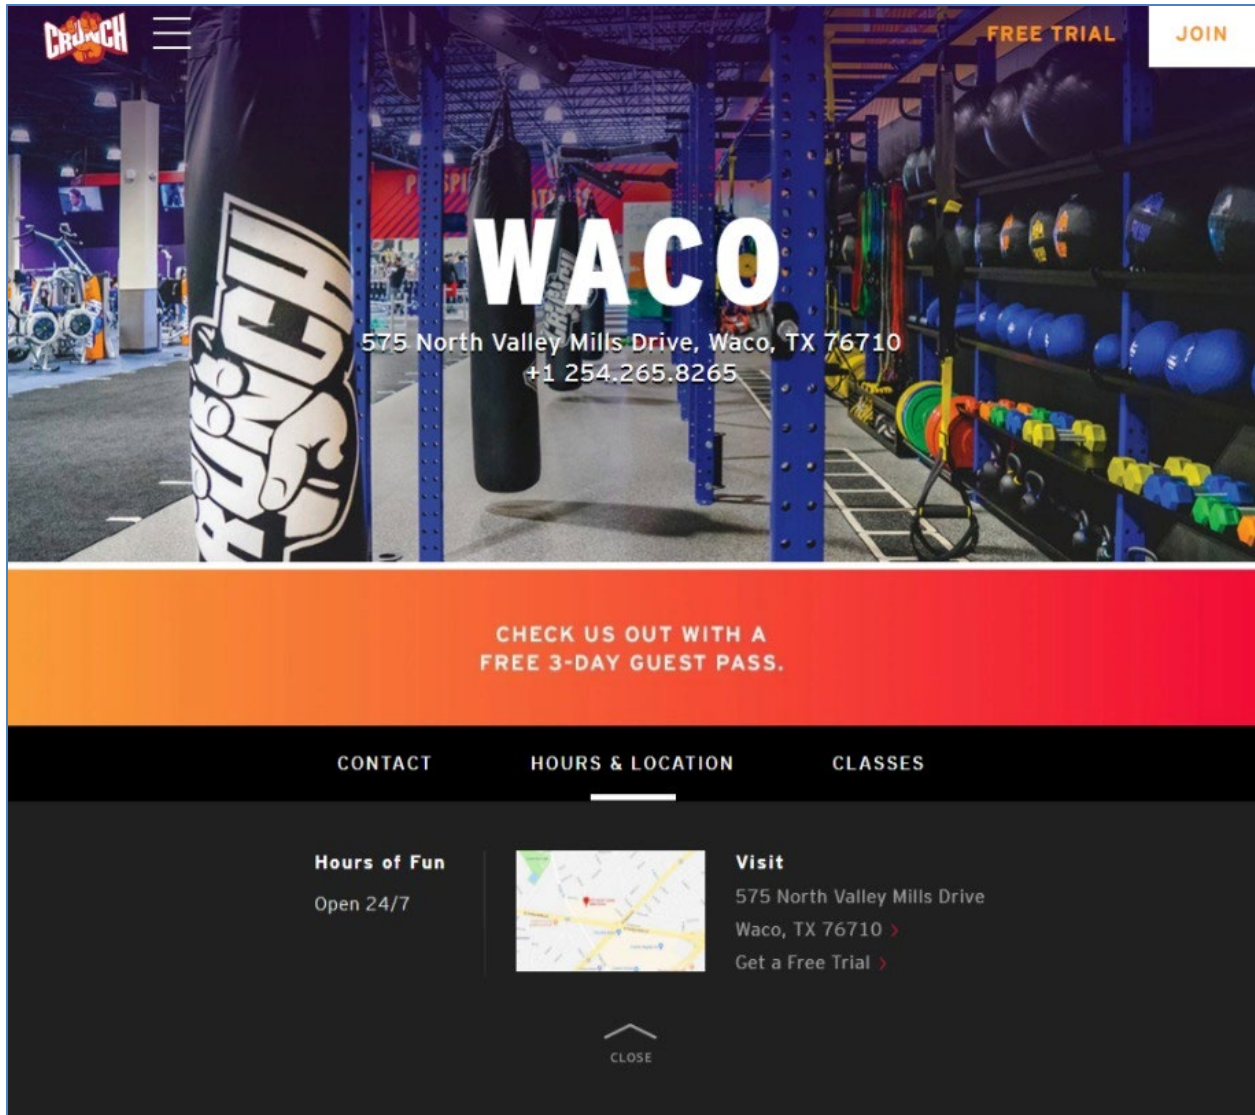 CRUNCH
FREE TRIAL
JOIN
CRUNCH
CRUNCH
WACO
575 North Valley Mills Drive, Waco, TX 76710
+1 254.265.8265
CHECK US OUT WITH A
FREE 3-DAY GUEST PASS.
CONTACT
HOURS & LOCATION
CLASSES
Hours of Fun
Open 24/7
Visit
575 North Valley Mills Drive
Waco, TX 76710 >
Get a Free Trial >
CLOSE